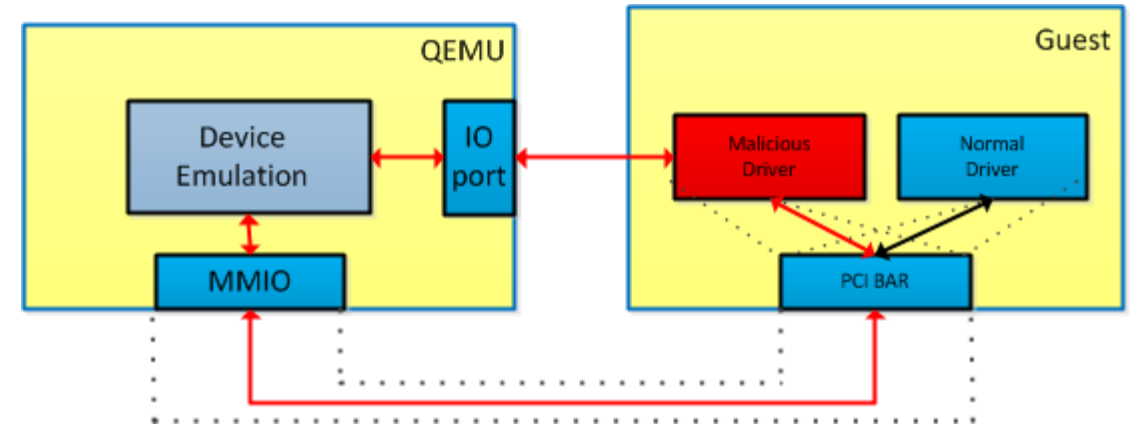 QEMU
Device
Emulation
IO
port
MMIO
Guest
Malicious
Driver
Normal
Driver
PCI BAR